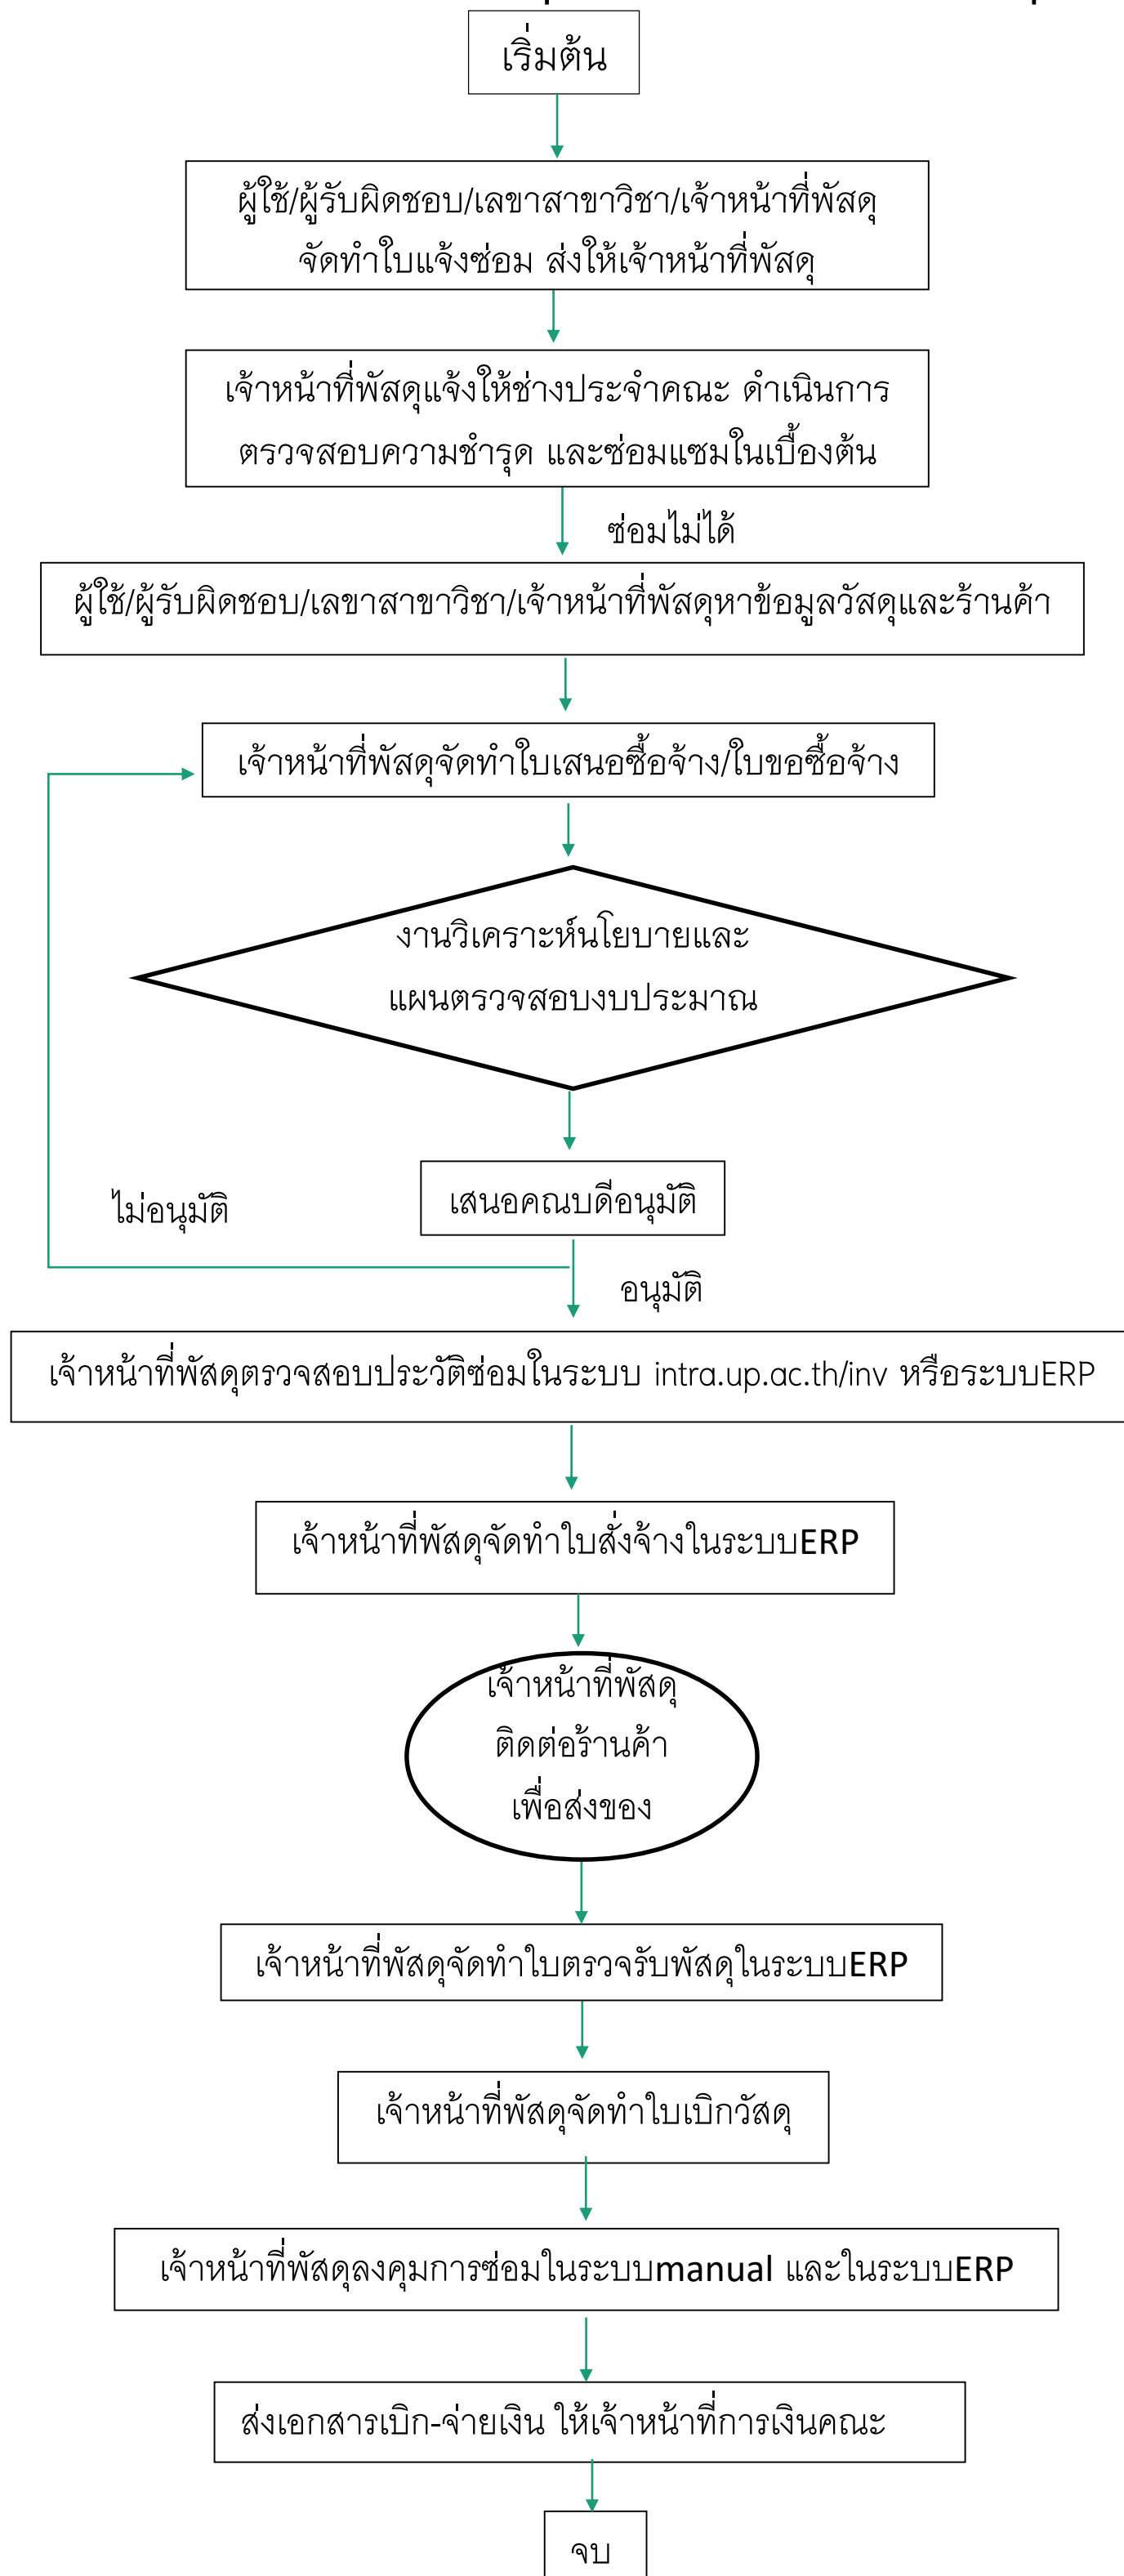 เริ่มต้น
ผู้ใช้/ผู้รับผิดชอบ/เลขาสาขาวิชา/เจ้าหน้าที่พัสดุ
จัดทำใบแจ้งซ่อม ส่งให้เจ้าหน้าที่พัสดุ
เจ้าหน้าที่พัสดุแจ้งให้ช่างประจำคณะ ดำเนินการ
ตรวจสอบความชำรุด และซ่อมแซมในเบื้องต้น
ซ่อมไม่ได้
ผู้ใช้/ผู้รับผิดชอบ/เลขาสาขาวิชา/เจ้าหน้าที่พัสดุหาข้อมูลวัสดุและร้านค้า
เจ้าหน้าที่พัสดุจัดทำใบเสนอซื้อจ้าง/ใบขอซื้อจ้าง
งานวิเคราะห์นโยบายและ
แผนตรวจสอบงบประมาณ
เสนอคณบดีอนุมัติ
ไม่อนุมัติ
อนุมัติ
เจ้าหน้าที่พัสดุตรวจสอบประวัติซ่อมในระบบ intra.up.ac.th/inv หรือระบบERP
เจ้าหน้าที่พัสดุจัดทำใบสั่งจ้างในระบบERP
เจ้าหน้าที่พัสดุ
ติดต่อร้านค้า
เพื่อส่งของ
เจ้าหน้าที่พัสดุจัดทำใบตรวจรับพัสดุในระบบERP
เจ้าหน้าที่พัสดุจัดทำใบเบิกวัสดุ
เจ้าหน้าที่พัสดุลงคุมการซ่อมในระบบmanual และในระบบERP
ส่งเอกสารเบิก-จ่ายเงิน ให้เจ้าหน้าที่การเงินคณะ
จบ